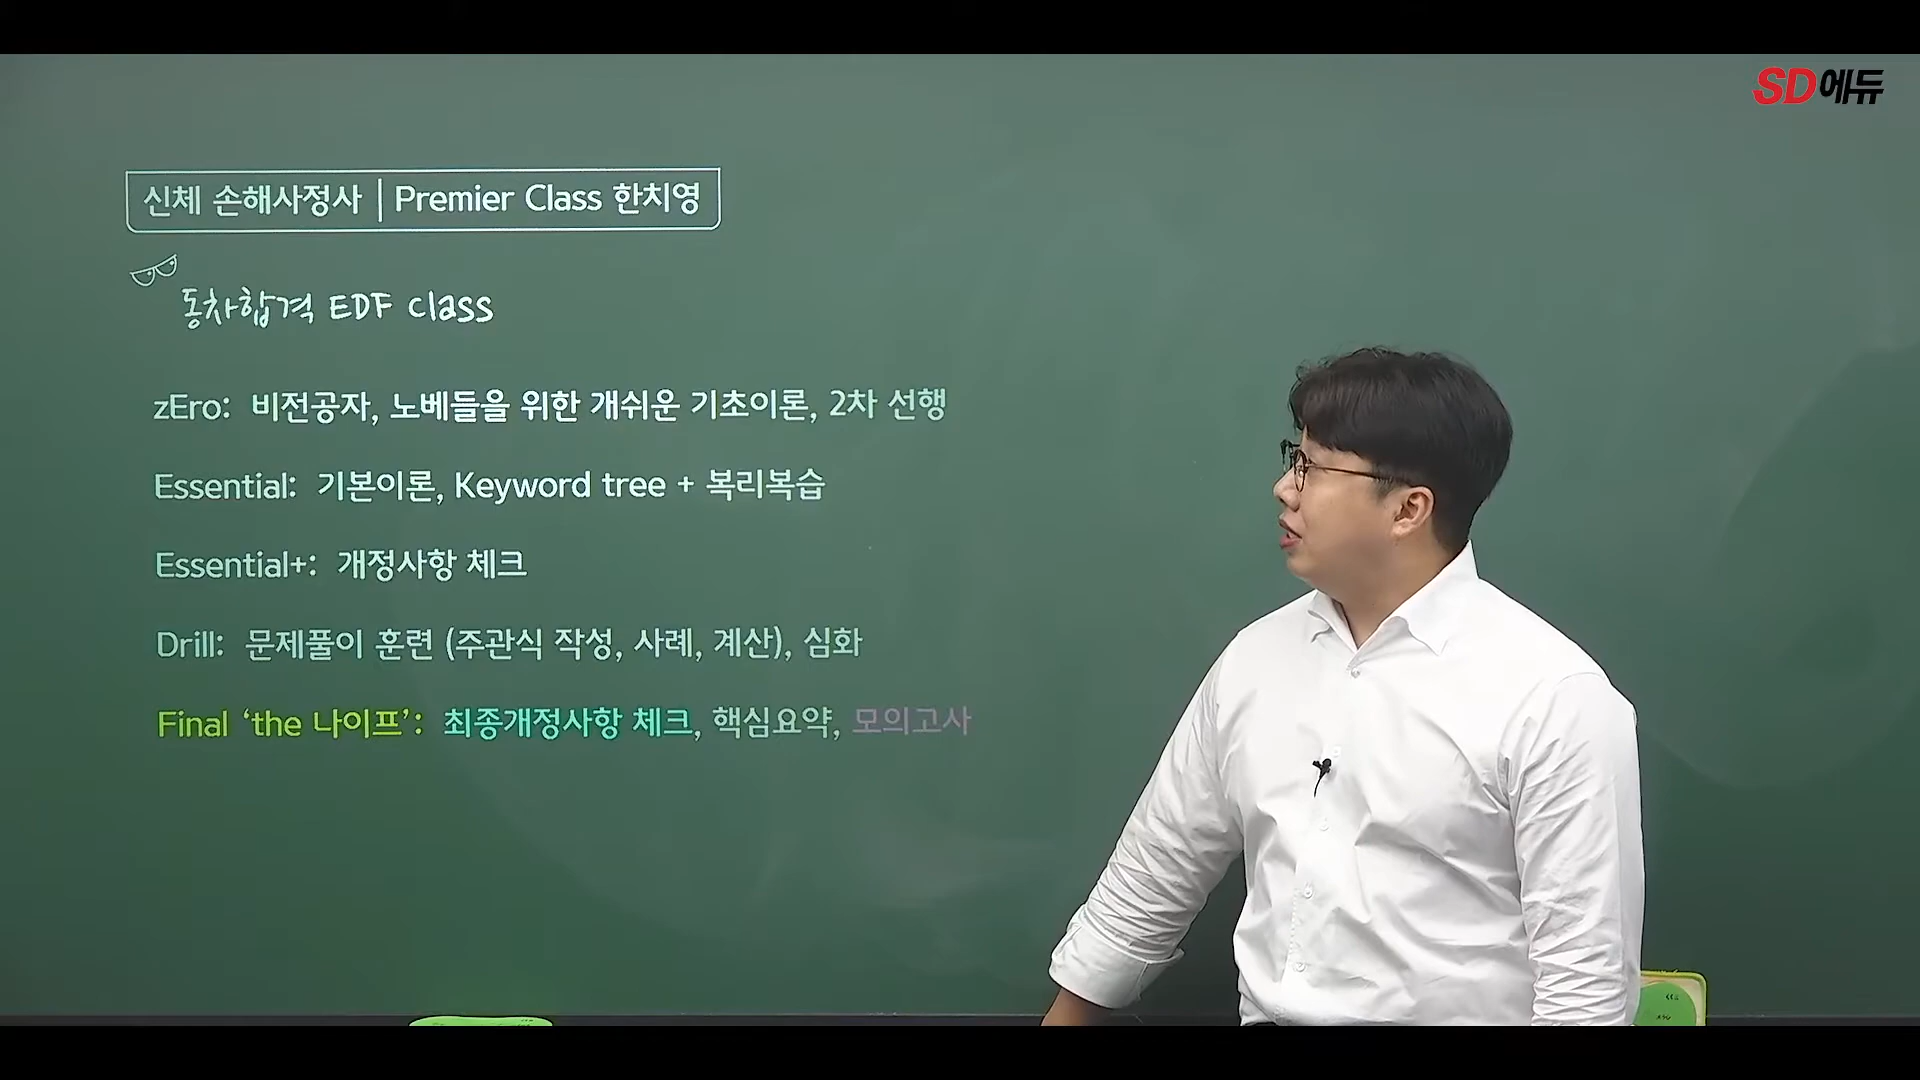 SD에듀
신체 손해사정사 | Premier Class 한치영
동차합격 EDF class
zEro: 비전공자, 노베들을 위한 개쉬운 기초이론, 2차 선행
Essential: 기본이론, Keyword tree + 복리복습
Essential+: 개정사항 체크
Drill: 문제풀이 훈련 (주관식 작성, 사례, 계산), 심화
Final ‘the 나이프’: 최종개정사항 체크, 핵심요약, 모의고사